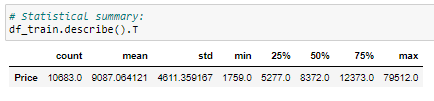 # Statistical summary:
df_train.describe().T
count mean std min 25% 50% 75% max
Price 10683.0 9087.064121 4611.359167 1759.0 5277.0 8372.0 12373.0 79512.0